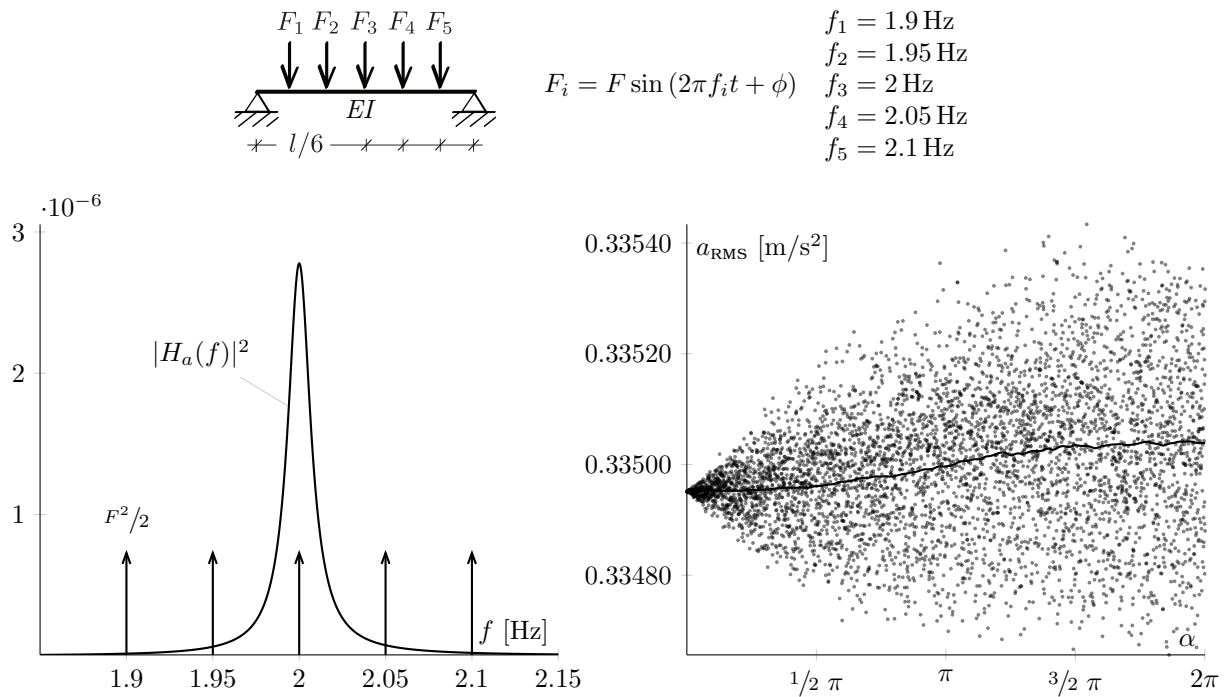 F₁ F₂ F₃ F₄ F₅
EI
l/6
Fᵢ = F sin (2πfᵢt + ϕ)
f₁ = 1.9 Hz
f₂ = 1.95 Hz
f₃ = 2 Hz
f₄ = 2.05 Hz
f₅ = 2.1 Hz
·10⁻⁶
3
2
1
|Hₐ(f)|²
F²/2
f [Hz]
1.9 1.95 2 2.05 2.1 2.15
a_RMS [m/s²]
0.33540
0.33520
0.33500
0.33480
α
1/2 π π 3/2 π 2π